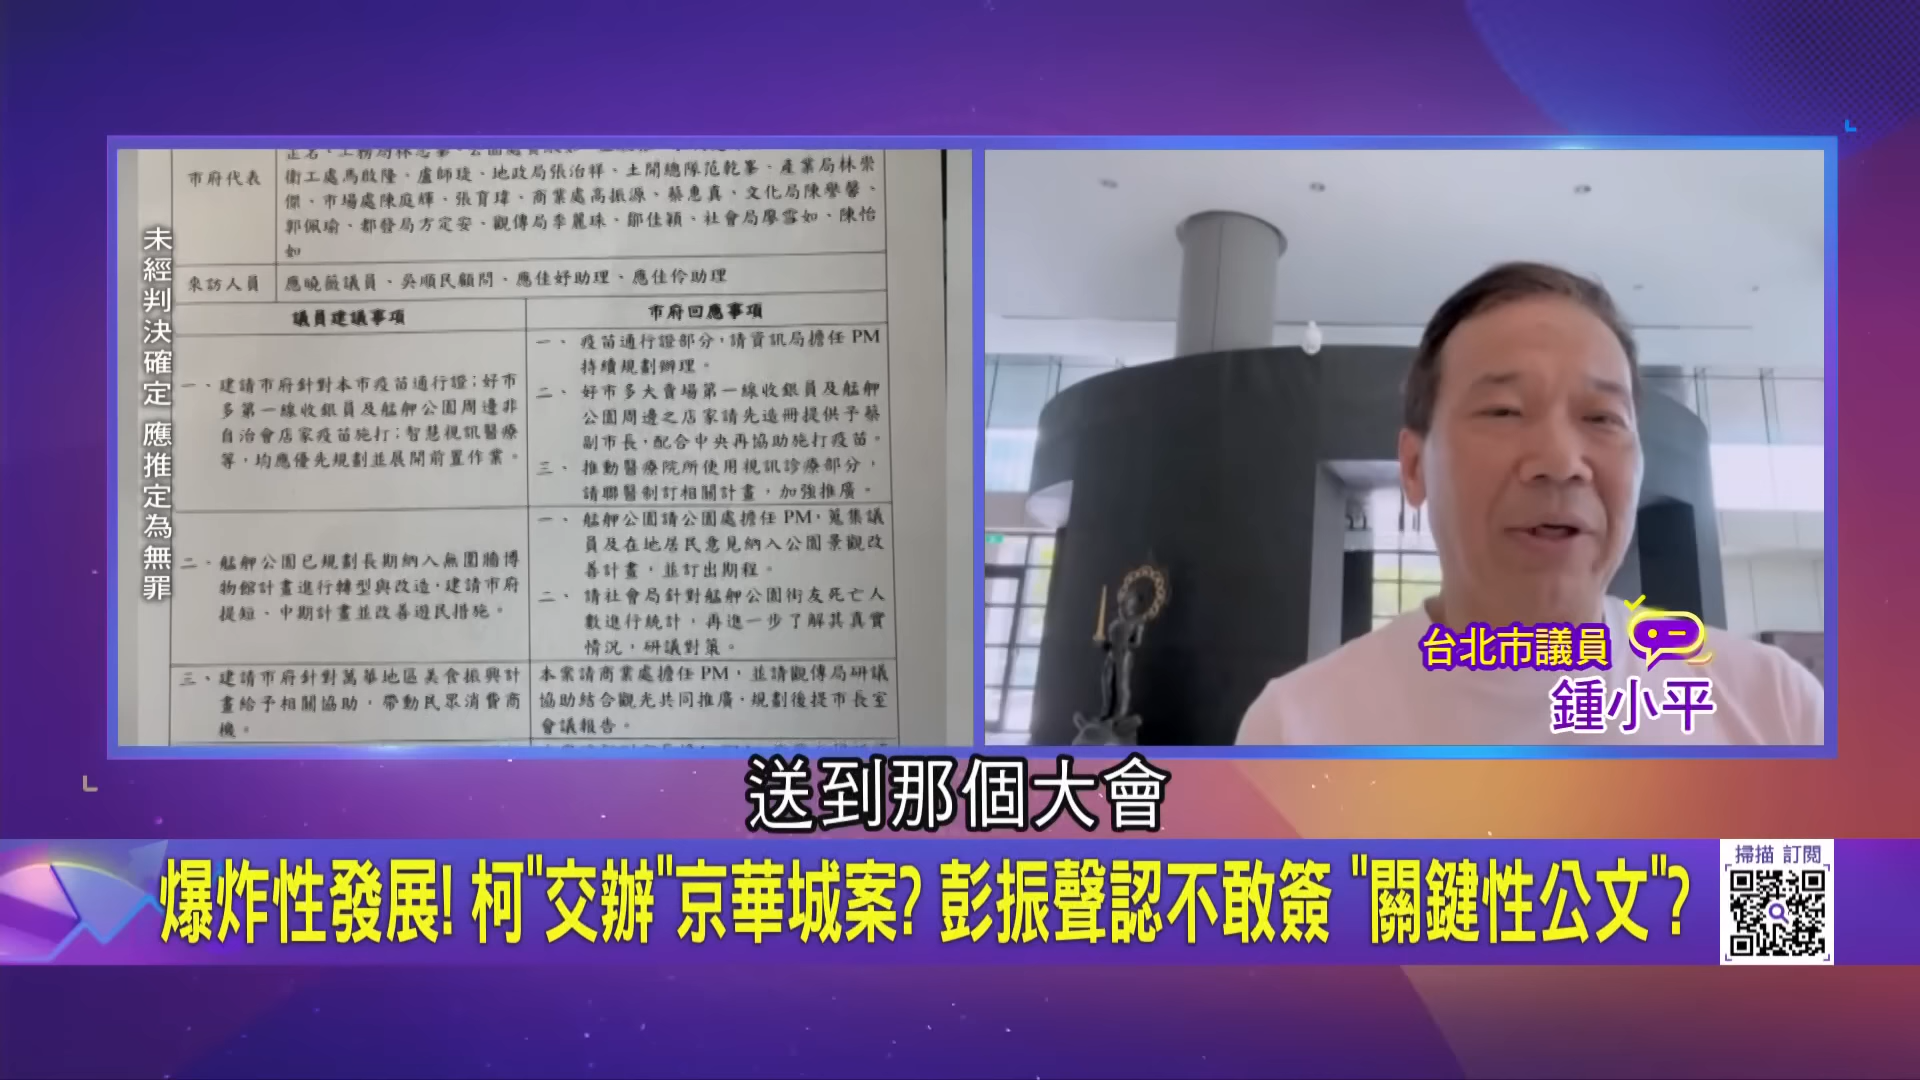 市府代表
衛工處馬啟隆、盧師琁、地政局張治祥、土開總隊范乾峯、產業局林崇
傑、市場處陳庭輝、張育瑋、商業處高振源、蔡惠真、文化局陳譽馨、
郭佩瑜、都發局方定安、觀傳局季麗珠、鄒佳穎、社會局廖雪如、陳怡
如
來訪人員
應曉薇議員、吳順民顧問、應佳妤助理、應佳伶助理
議員建議事項
市府回應事項
一、建請市府針對本市疫苗通行證;好市
多第一線收銀員及艋舺公園周邊非
自治會店家疫苗施打;智慧視訊醫療
等,均應優先規劃並展開前置作業。
一、疫苗通行證部分,請資訊局擔任PM
持續規劃辦理。
二、好市多大賣場第一線收銀員及艋舺
公園周邊之店家請先造冊提供予蔡
副市長,配合中央再協助施打疫苗。
三、推動醫療院所使用視訊診療部分,
請聯醫制訂相關計畫,加強推廣。
二、艋舺公園已規劃長期納入無圍牆博
物館計畫進行轉型與改造,建請市府
提短、中期計畫並改善遊民措施。
一、艋舺公園請公園處擔任PM,蒐集議
員及在地居民意見納入公園景觀改
善計畫,並訂出期程。
二、請社會局針對艋舺公園街友死亡人
數進行統計,再進一步了解其真實
情況,研議對策。
三、建請市府針對萬華地區美食振興計
畫給予相關協助,帶動民眾消費商
機。
本案請商業處擔任PM,並請觀傳局研議
協助結合觀光共同推廣,規劃後提市長室
會議報告。
未經判決確定 應推定為無罪
台北市議員
鍾小平
送到那個大會
爆炸性發展! 柯"交辦"京華城案? 彭振聲認不敢簽 "關鍵性公文"?
掃描 訂閱